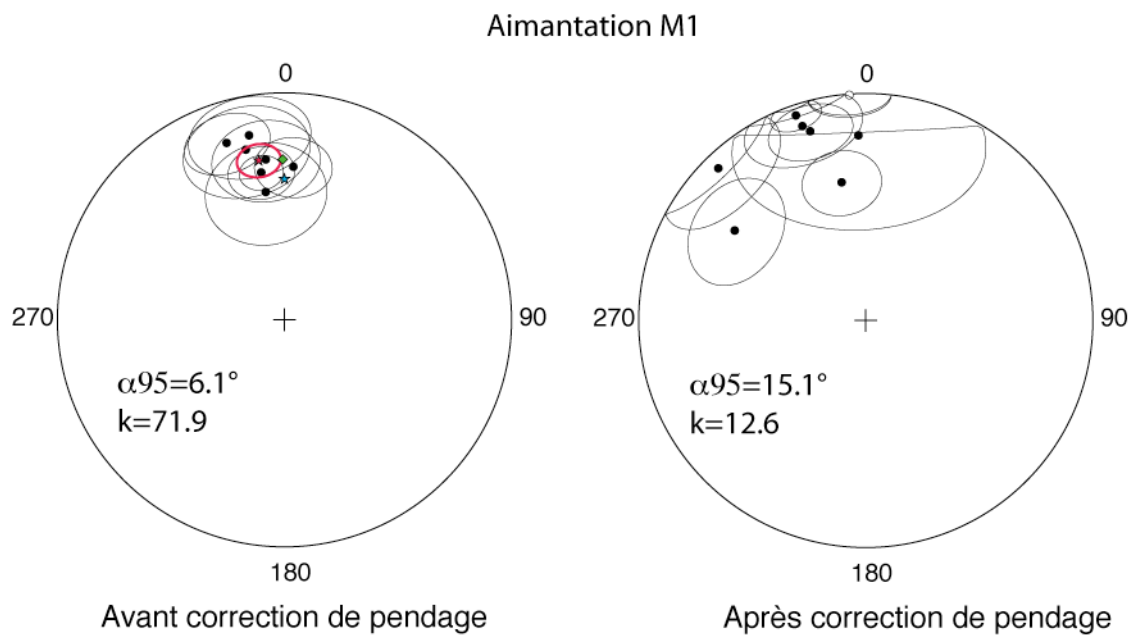 Aimantation M1
0
0
270
90
270
90
α95=6.1°
k=71.9
α95=15.1°
k=12.6
180
180
Avant correction de pendage
Après correction de pendage